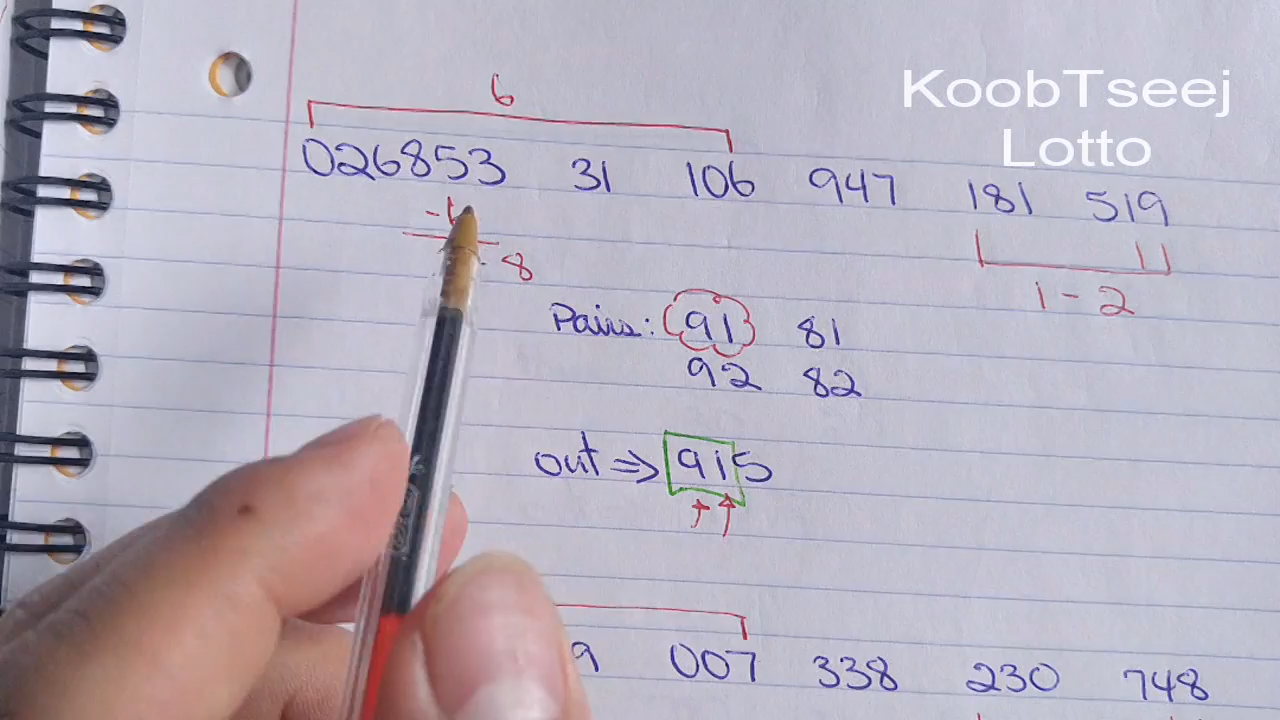 KoobTseej
Lotto
6
026853 31 106 947 181 519
8
1 - 2
Pairs: 91 81
92 82
out ⇒ 915
9 007 338 230 748